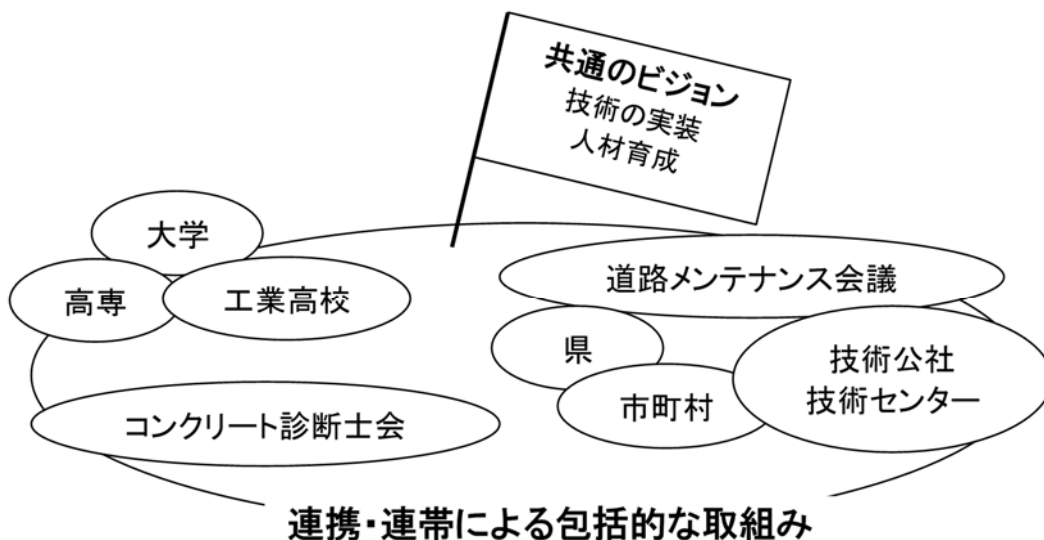 共通のビジョン
技術の実装
人材育成
大学
高専
工業高校
道路メンテナンス会議
県
市町村
技術公社
技術センター
コンクリート診断士会
連携・連帯による包括的な取組み